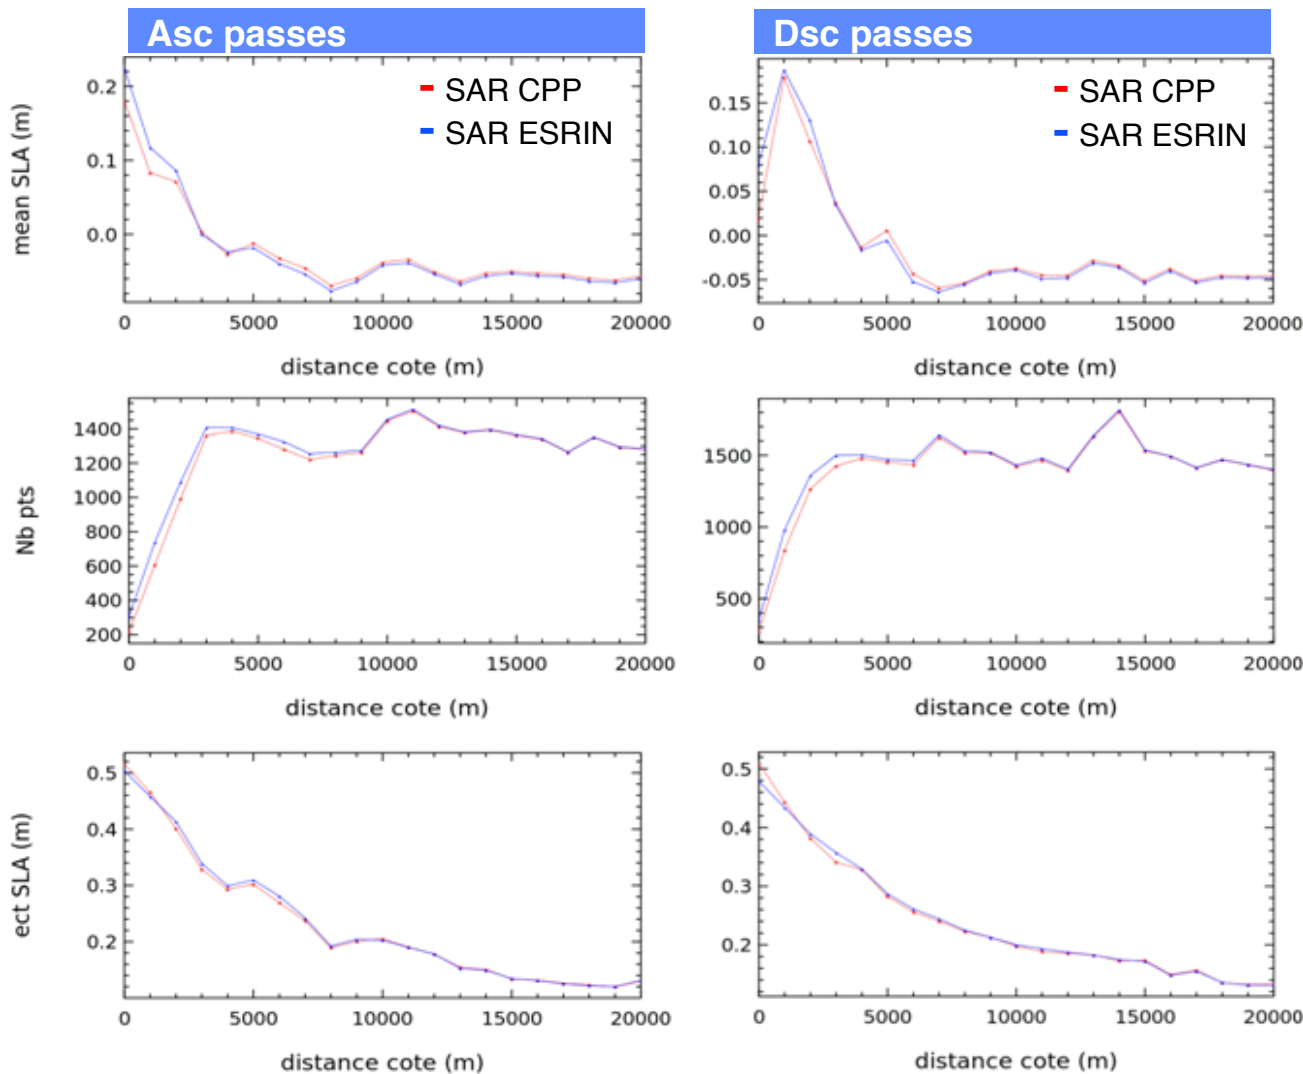 Asc passes
Dsc passes
SAR CPP
SAR ESRIN
mean SLA (m)
0.2
0.1
0.0
0 5000 10000 15000 20000
distance cote (m)
SAR CPP
SAR ESRIN
0.15
0.10
0.05
0.00
-0.05
0 5000 10000 15000 20000
distance cote (m)
Nb pts
1400
1200
1000
800
600
400
200
0 5000 10000 15000 20000
distance cote (m)
1500
1000
500
0 5000 10000 15000 20000
distance cote (m)
ect SLA (m)
0.5
0.4
0.3
0.2
0 5000 10000 15000 20000
distance cote (m)
0.5
0.4
0.3
0.2
0 5000 10000 15000 20000
distance cote (m)